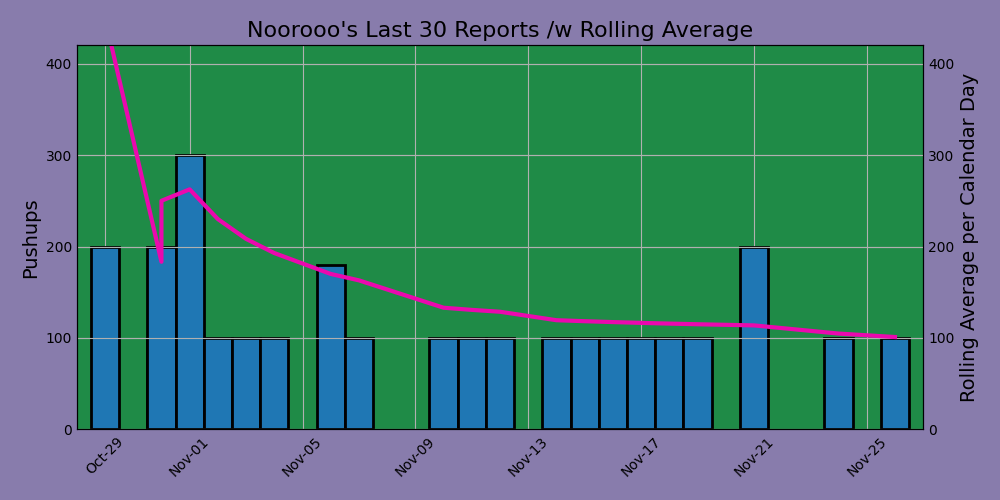 Noorooo's Last 30 Reports /w Rolling Average
Pushups
400
300
200
100
0
400
300
200
100
0
Rolling Average per Calendar Day
Oct-29
Nov-01
Nov-05
Nov-09
Nov-13
Nov-17
Nov-21
Nov-25